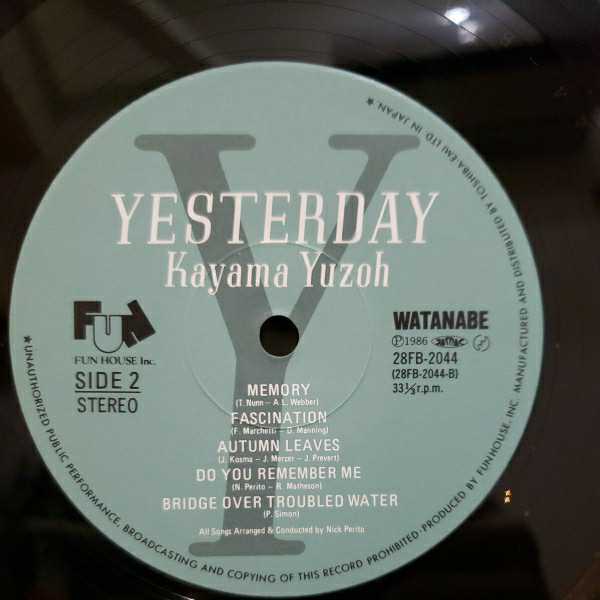 YESTERDAY
Kayama Yuzoh
FUN
FUN HOUSE Inc.
SIDE 2
STEREO
WATANABE
Ⓟ1986
28FB-2044
(28FB-2044-B)
33⅓r.p.m.
MEMORY
(T. Nunn – A.L. Webber)
FASCINATION
(F. Marchetti – D. Manning)
AUTUMN LEAVES
(J. Kosma – J. Mercer – J. Prevert)
DO YOU REMEMBER ME
(N. Perito – R. Matheson)
BRIDGE OVER TROUBLED WATER
(P. Simon)
All Songs Arranged & Conducted by Nick Perito
★UNAUTHORIZED PUBLIC PERFORMANCE, BROADCASTING AND COPYING OF THIS RECORD PROHIBITED·PRODUCED BY FUNHOUSE, INC. MANUFACTURED AND DISTRIBUTED BY TOSHIBA-EMI LTD. IN JAPAN★